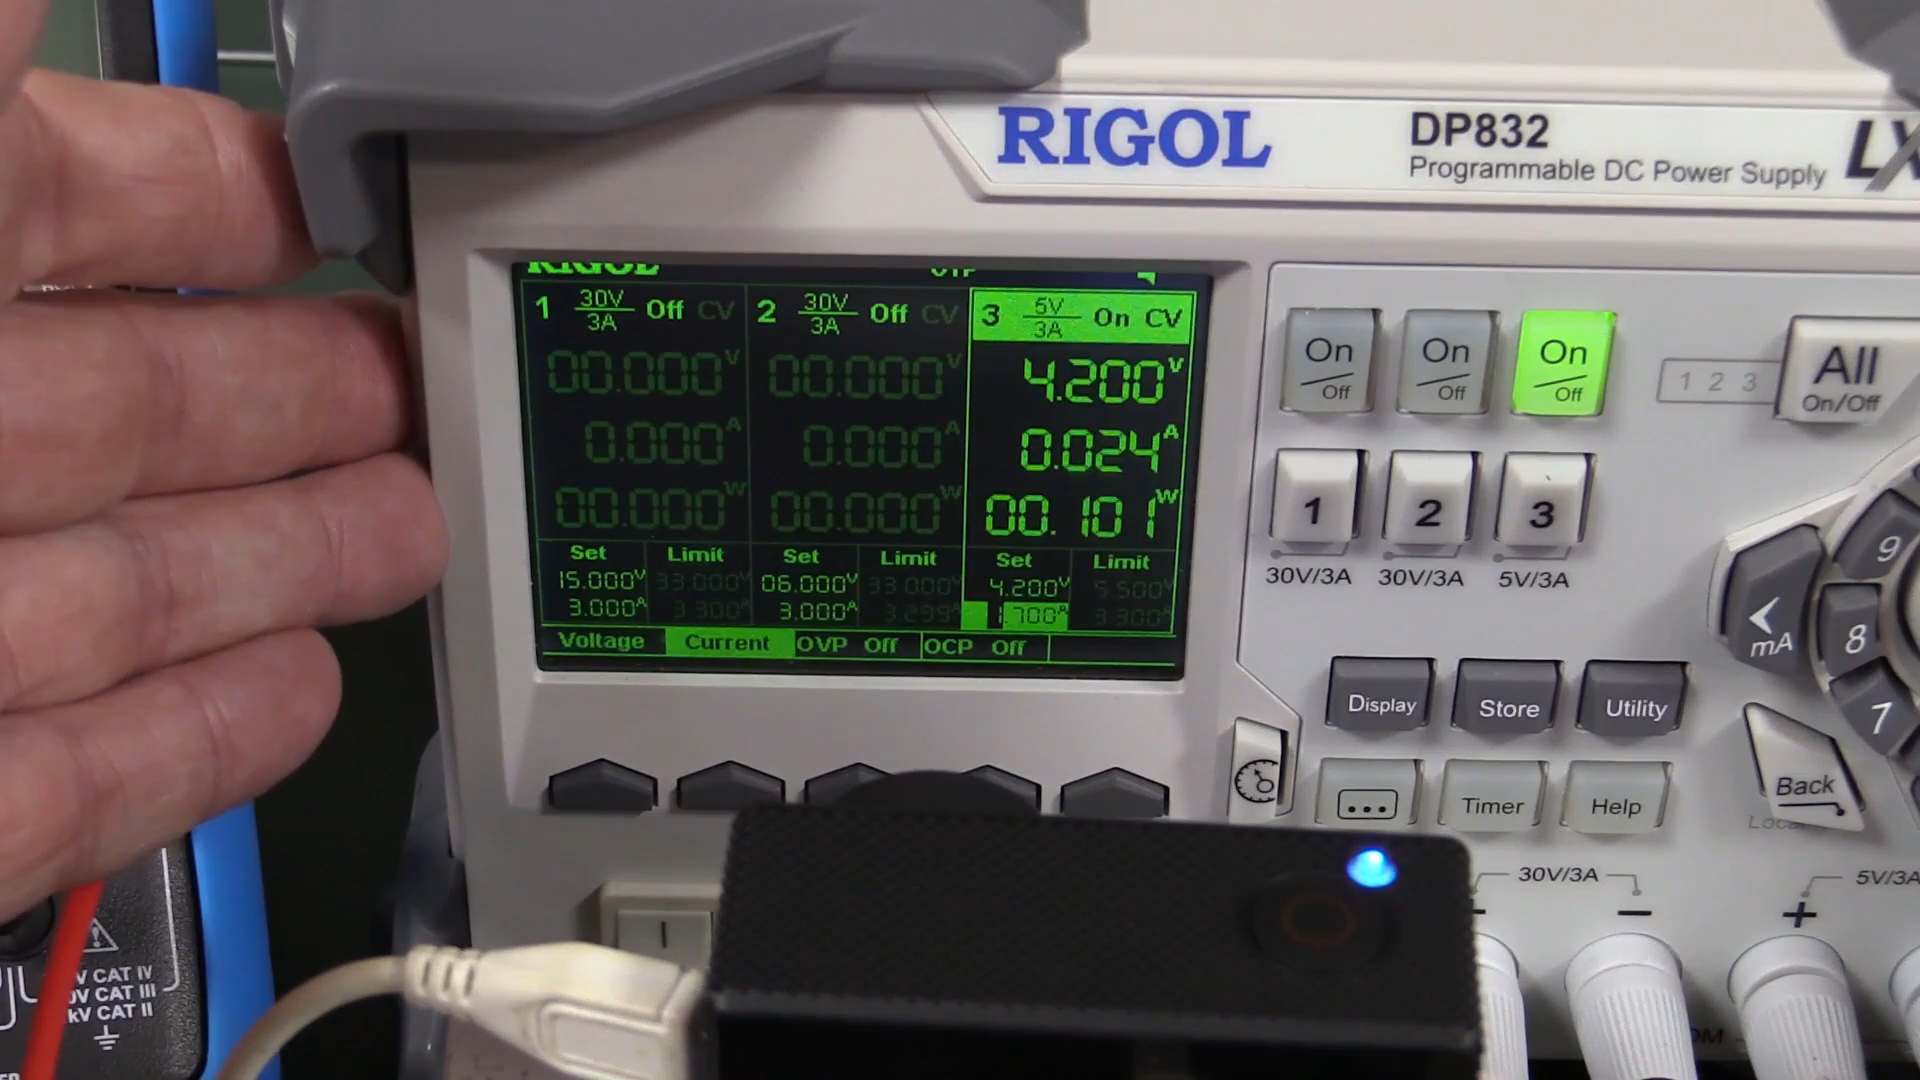 RIGOL
DP832
Programmable DC Power Supply
LX
RIGOL
OTP
1 30V/3A Off CV
2 30V/3A Off CV
3 5V/3A On CV
00.000V 00.000V 4.200V
0.000A 0.000A 0.024A
00.000W 00.000W 00.101W
Set Limit Set Limit Set Limit
15.000V 33.000V 06.000V 33.000V 4.200V 5.500V
3.000A 3.300A 3.000A 3.299A 1.700A 3.300A
Voltage Current OVP Off OCP Off
On/Off On/Off On/Off
1 2 3
All
On/Off
1 2 3
30V/3A 30V/3A 5V/3A
9
mA 8
7
Display Store Utility
... Timer Help
Back
30V/3A 5V/3A
− +
CAT IV
CAT III
kV CAT II